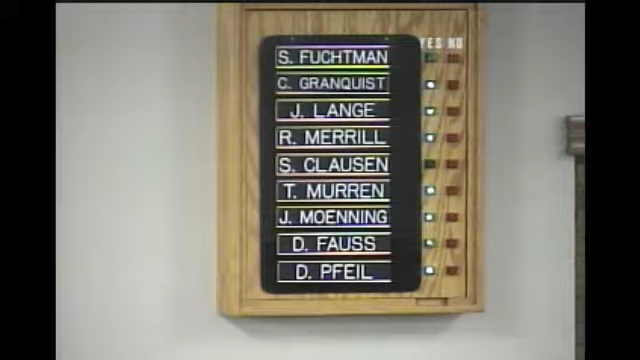 YES NO
S. FUCHTMAN
C. GRANQUIST
J. LANGE
R. MERRILL
S. CLAUSEN
T. MURREN
J. MOENNING
D. FAUSS
D. PFEIL